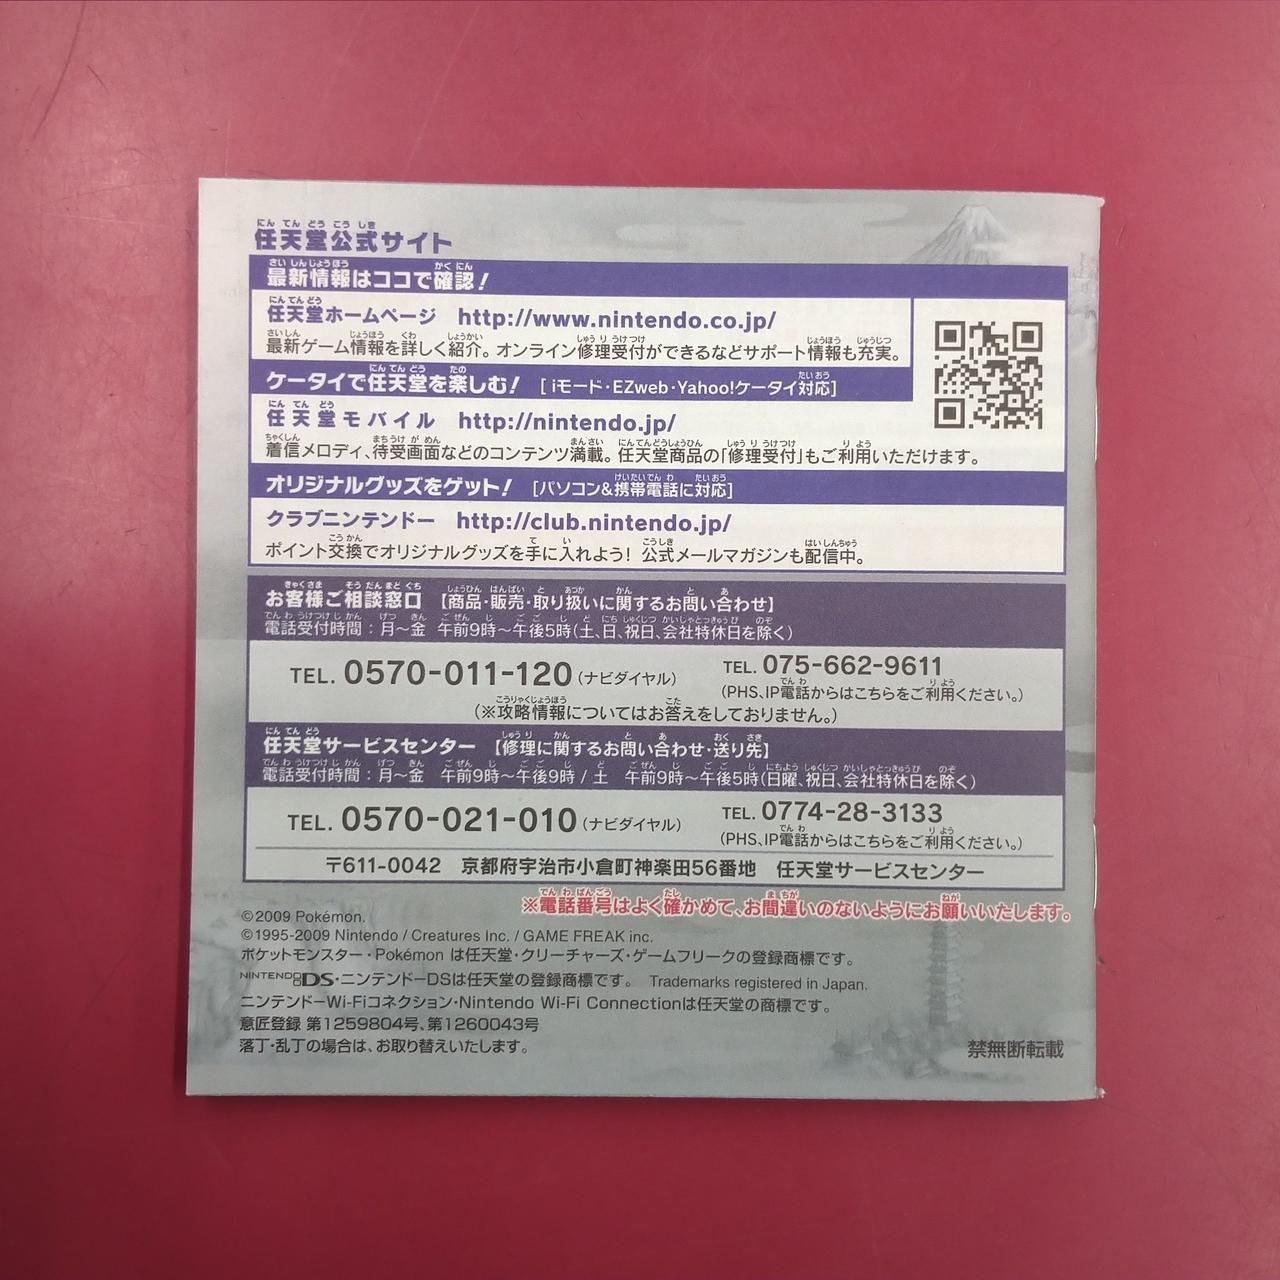 任天堂公式サイト
最新情報はココで確認！
任天堂ホームページ http://www.nintendo.co.jp/
最新ゲーム情報を詳しく紹介。オンライン修理受付ができるなどサポート情報も充実。
ケータイで任天堂を楽しむ！ [iモード・EZweb・Yahoo!ケータイ対応]
任天堂モバイル http://nintendo.jp/
着信メロディ、待受画面などのコンテンツ満載。任天堂商品の「修理受付」もご利用いただけます。
オリジナルグッズをゲット！ [パソコン&携帯電話に対応]
クラブニンテンドー http://club.nintendo.jp/
ポイント交換でオリジナルグッズを手に入れよう！ 公式メールマガジンも配信中。
お客様ご相談窓口 【商品・販売・取り扱いに関するお問い合わせ】
電話受付時間：月～金 午前9時～午後5時(土、日、祝日、会社特休日を除く)
TEL. 0570-011-120 (ナビダイヤル) TEL. 075-662-9611
(PHS、IP電話からはこちらをご利用ください。)
(※攻略情報についてはお答えをしておりません。)
任天堂サービスセンター 【修理に関するお問い合わせ・送り先】
電話受付時間：月～金 午前9時～午後9時 / 土 午前9時～午後5時(日曜、祝日、会社特休日を除く)
TEL. 0570-021-010 (ナビダイヤル) TEL. 0774-28-3133
(PHS、IP電話からはこちらをご利用ください。)
〒611-0042 京都府宇治市小倉町神楽田56番地 任天堂サービスセンター
※電話番号はよく確かめて、お間違いのないようにお願いいたします。
©2009 Pokémon.
©1995-2009 Nintendo / Creatures Inc. / GAME FREAK inc.
ポケットモンスター・Pokémon は任天堂・クリーチャーズ・ゲームフリークの登録商標です。
NINTENDO DS・ニンテンドーDSは任天堂の登録商標です。 Trademarks registered in Japan.
ニンテンドーWi-Fiコネクション・Nintendo Wi-Fi Connectionは任天堂の商標です。
意匠登録 第1259804号、第1260043号
落丁・乱丁の場合は、お取り替えいたします。
禁無断転載